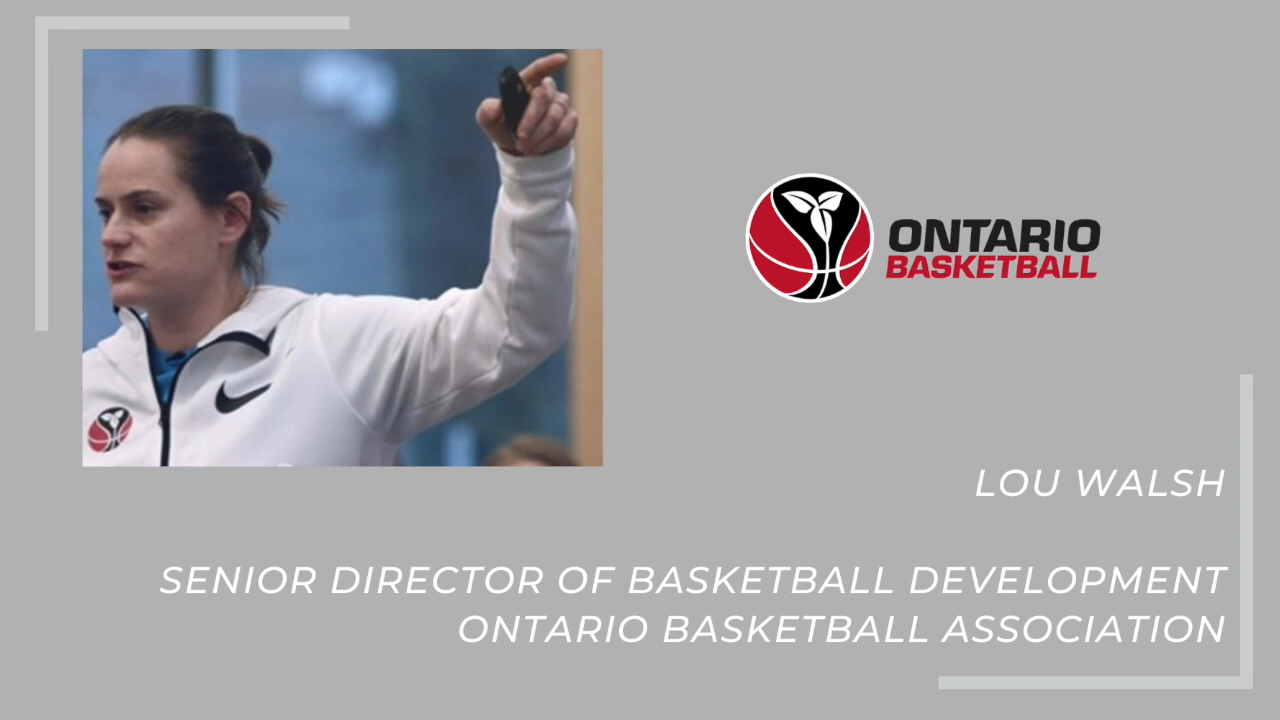 ONTARIO
BASKETBALL
LOU WALSH
SENIOR DIRECTOR OF BASKETBALL DEVELOPMENT
ONTARIO BASKETBALL ASSOCIATION